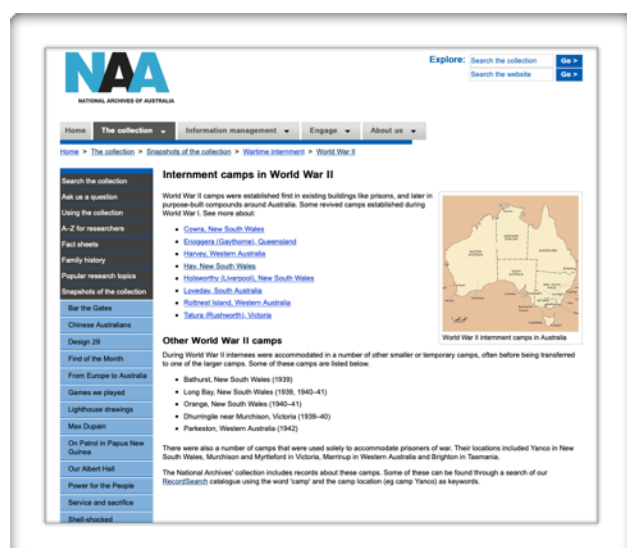 NAA
NATIONAL ARCHIVES OF AUSTRALIA
Explore:
Search the collection
Go >
Search the website
Go >
Home
The collection
Information management
Engage
About us
Home > The collection > Snapshots of the collection > Wartime internment > World War II
Search the collection
Ask us a question
Using the collection
A–Z for researchers
Fact sheets
Family history
Popular research topics
Snapshots of the collection
Bar the Gates
Chinese Australians
Design 29
Find of the Month
From Europe to Australia
Games we played
Lighthouse drawings
Max Dupain
On Patrol in Papua New
Guinea
Our Albert Hall
Power for the People
Service and sacrifice
Shell-shocked
Internment camps in World War II
World War II camps were established first in existing buildings like prisons, and later in
purpose-built compounds around Australia. Some revived camps established during
World War I. See more about:
Cowra, New South Wales
Enoggera (Gaythorne), Queensland
Harvey, Western Australia
Hay, New South Wales
Holsworthy (Liverpool), New South Wales
Loveday, South Australia
Rottnest Island, Western Australia
Tatura (Rushworth), Victoria
World War II internment camps in Australia
Other World War II camps
During World War II internees were accommodated in a number of other smaller or temporary camps, often before being transferred
to one of the larger camps. Some of these camps are listed below.
Bathurst, New South Wales (1939)
Long Bay, New South Wales (1939, 1940–41)
Orange, New South Wales (1940–41)
Dhurringile near Murchison, Victoria (1939–40)
Parkeston, Western Australia (1942)
There were also a number of camps that were used solely to accommodate prisoners of war. Their locations included Yanco in New
South Wales, Murchison and Myrtleford in Victoria, Marrinup in Western Australia and Brighton in Tasmania.
The National Archives' collection includes records about these camps. Some of these can be found through a search of our
RecordSearch catalogue using the word 'camp' and the camp location (eg camp Yanco) as keywords.